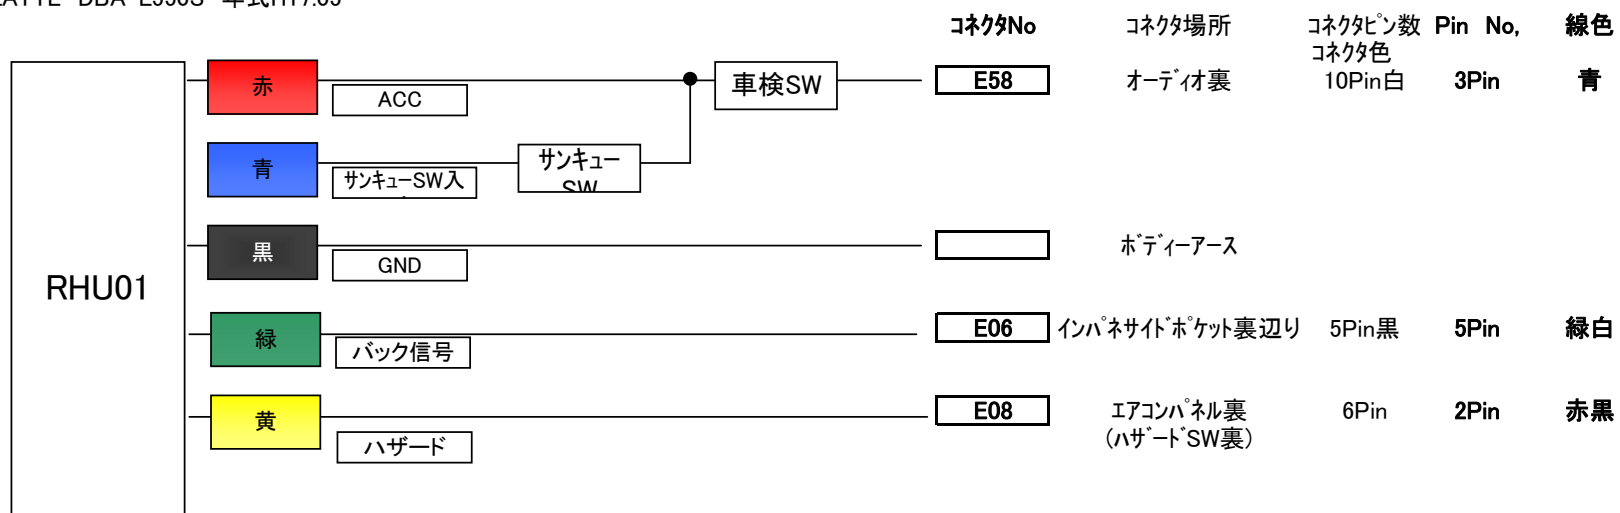 コネクタNo コネクタ場所 コネクタピン数 Pin No, 線色
コネクタ色
赤 ACC 車検SW E58 オーディオ裏 10Pin白 3Pin 青
青 サンキューSW入 サンキュー
SW
黒 GND ボディーアース
RHU01
緑 バック信号 E06 インパネサイドポケット裏辺り 5Pin黒 5Pin 緑白
黄 ハザード E08 エアコンパネル裏 6Pin 2Pin 赤黒
(ハザードSW裏)